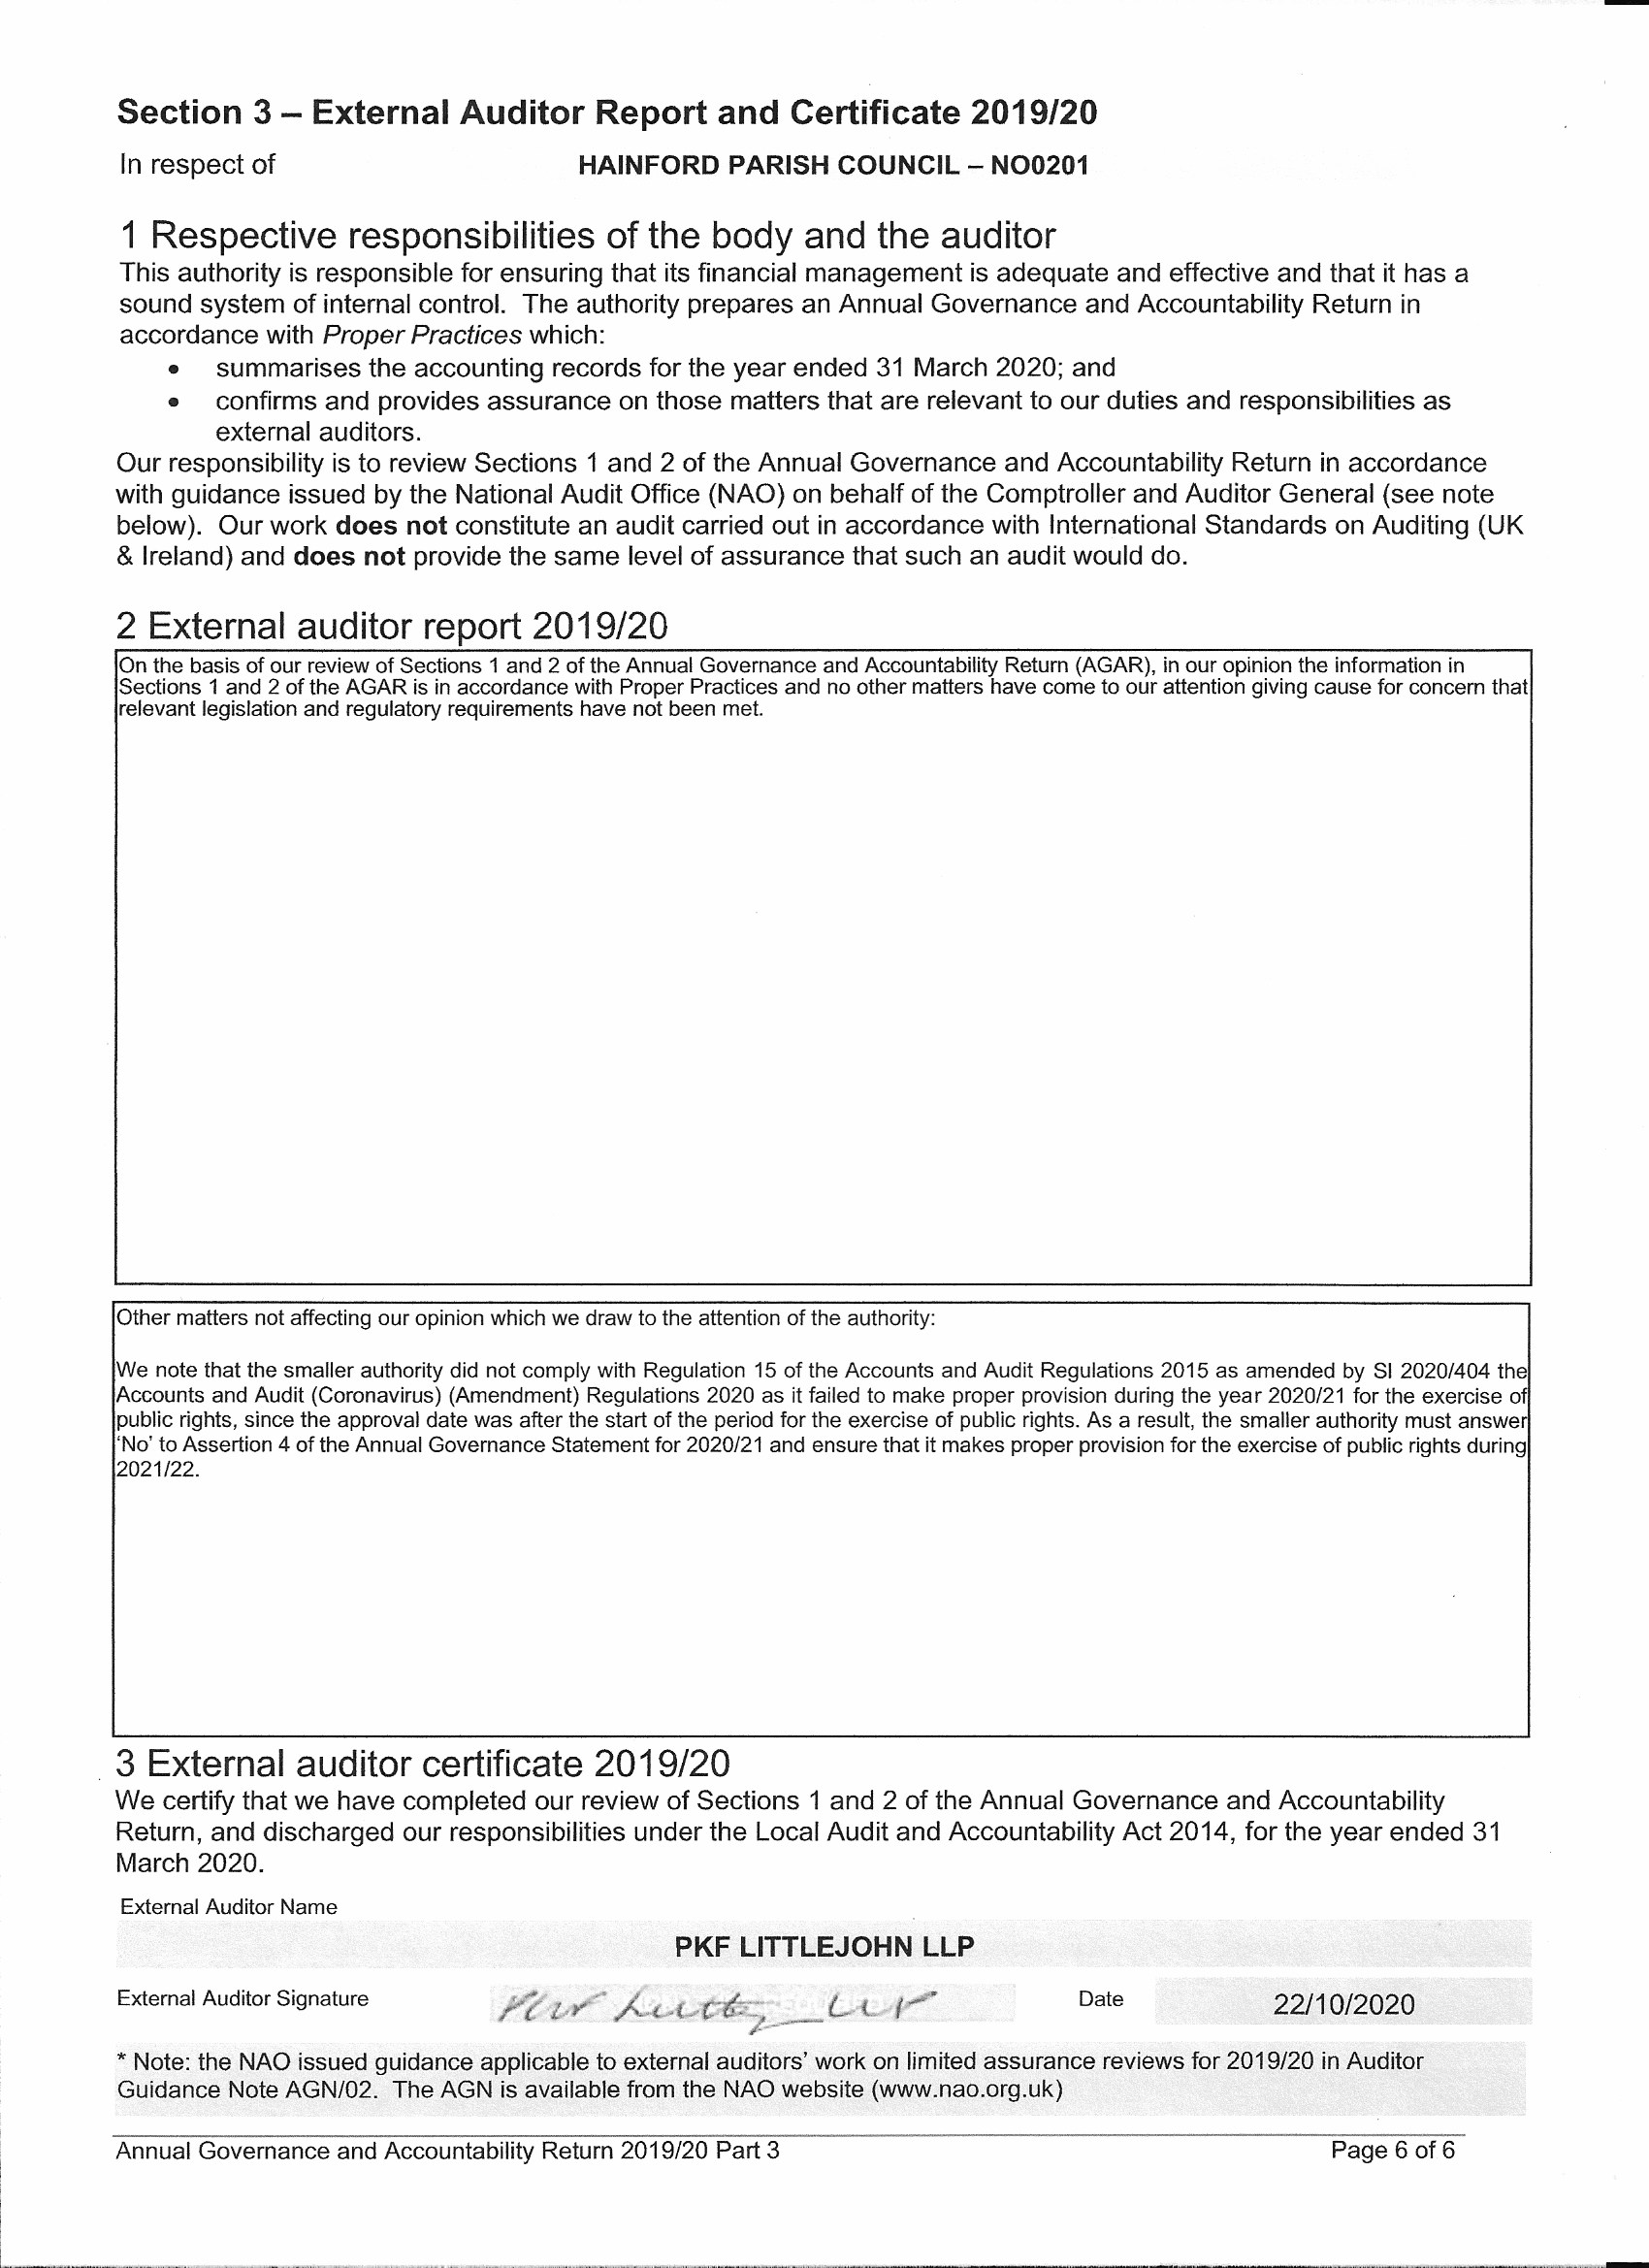 Section 3 – External Auditor Report and Certificate 2019/20
In respect of HAINFORD PARISH COUNCIL – NO0201
1 Respective responsibilities of the body and the auditor
This authority is responsible for ensuring that its financial management is adequate and effective and that it has a
sound system of internal control. The authority prepares an Annual Governance and Accountability Return in
accordance with Proper Practices which:
• summarises the accounting records for the year ended 31 March 2020; and
• confirms and provides assurance on those matters that are relevant to our duties and responsibilities as
external auditors.
Our responsibility is to review Sections 1 and 2 of the Annual Governance and Accountability Return in accordance
with guidance issued by the National Audit Office (NAO) on behalf of the Comptroller and Auditor General (see note
below). Our work does not constitute an audit carried out in accordance with International Standards on Auditing (UK
& Ireland) and does not provide the same level of assurance that such an audit would do.
2 External auditor report 2019/20
On the basis of our review of Sections 1 and 2 of the Annual Governance and Accountability Return (AGAR), in our opinion the information in
Sections 1 and 2 of the AGAR is in accordance with Proper Practices and no other matters have come to our attention giving cause for concern that
relevant legislation and regulatory requirements have not been met.
Other matters not affecting our opinion which we draw to the attention of the authority:
We note that the smaller authority did not comply with Regulation 15 of the Accounts and Audit Regulations 2015 as amended by SI 2020/404 the
Accounts and Audit (Coronavirus) (Amendment) Regulations 2020 as it failed to make proper provision during the year 2020/21 for the exercise of
public rights, since the approval date was after the start of the period for the exercise of public rights. As a result, the smaller authority must answer
‘No’ to Assertion 4 of the Annual Governance Statement for 2020/21 and ensure that it makes proper provision for the exercise of public rights during
2021/22.
3 External auditor certificate 2019/20
We certify that we have completed our review of Sections 1 and 2 of the Annual Governance and Accountability
Return, and discharged our responsibilities under the Local Audit and Accountability Act 2014, for the year ended 31
March 2020.
External Auditor Name
PKF LITTLEJOHN LLP
External Auditor Signature Date 22/10/2020
* Note: the NAO issued guidance applicable to external auditors’ work on limited assurance reviews for 2019/20 in Auditor
Guidance Note AGN/02. The AGN is available from the NAO website (www.nao.org.uk)
Annual Governance and Accountability Return 2019/20 Part 3 Page 6 of 6